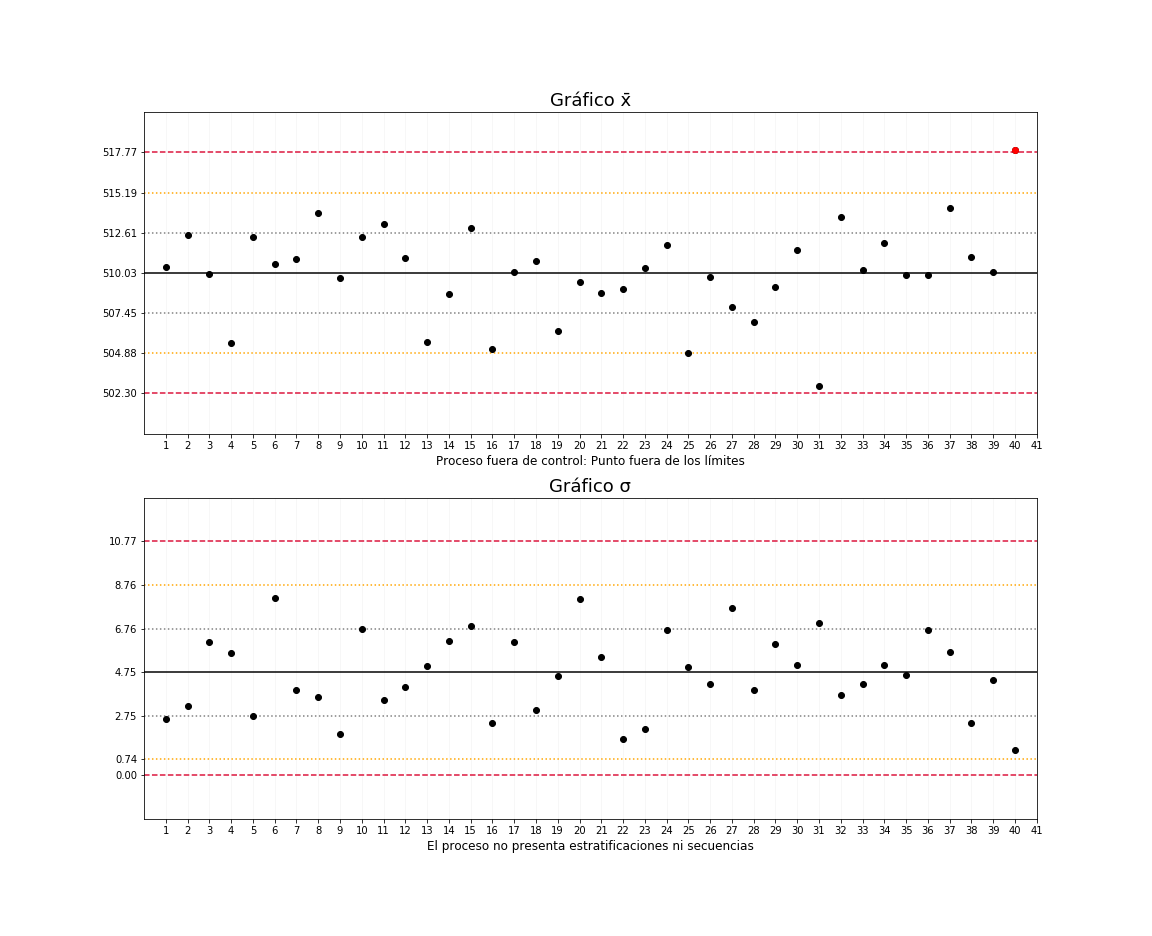 Gráfico x̄
517.77
515.19
512.61
510.03
507.45
504.88
502.30
1 2 3 4 5 6 7 8 9 10 11 12 13 14 15 16 17 18 19 20 21 22 23 24 25 26 27 28 29 30 31 32 33 34 35 36 37 38 39 40 41
Proceso fuera de control: Punto fuera de los límites
Gráfico σ
10.77
8.76
6.76
4.75
2.75
0.74
0.00
1 2 3 4 5 6 7 8 9 10 11 12 13 14 15 16 17 18 19 20 21 22 23 24 25 26 27 28 29 30 31 32 33 34 35 36 37 38 39 40 41
El proceso no presenta estratificaciones ni secuencias